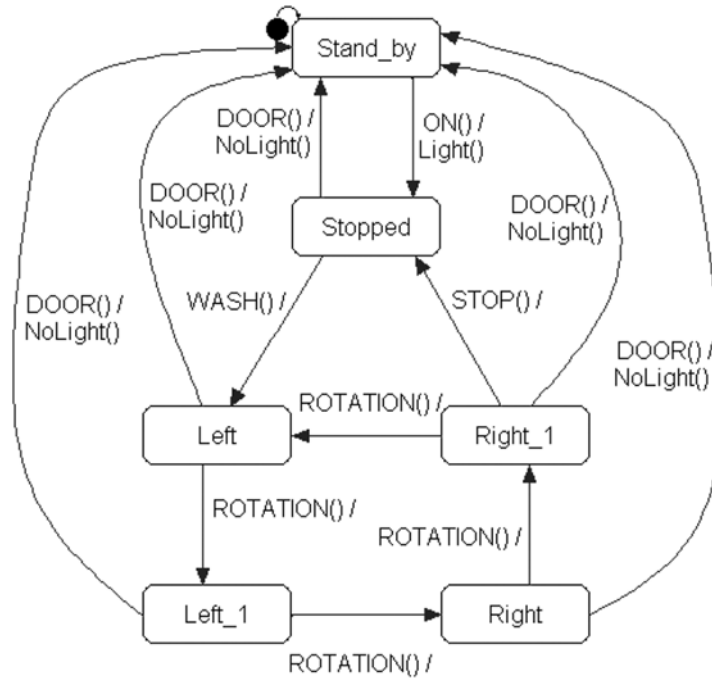 Stand_by
DOOR() /
NoLight()
ON() /
Light()
DOOR() /
NoLight()
DOOR() /
NoLight()
Stopped
DOOR() /
NoLight()
WASH() /
STOP() /
DOOR() /
NoLight()
ROTATION() /
Left
Right_1
ROTATION() /
ROTATION() /
Left_1
Right
ROTATION() /